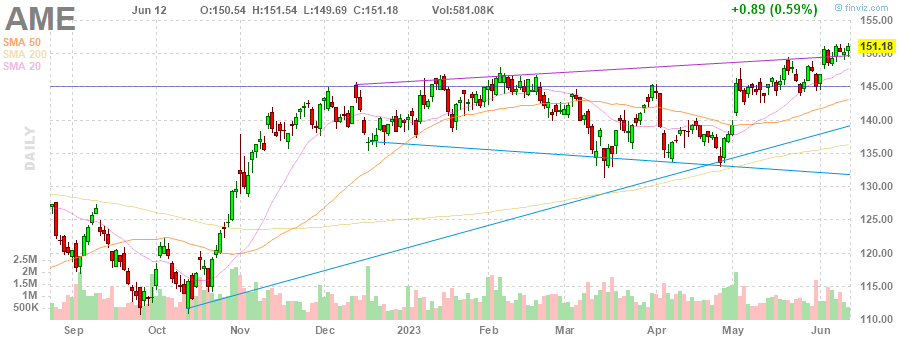 AME Jun 12 O:150.54 H:151.54 L:149.69 C:151.18 Vol:581.08K +0.89 (0.59%) © finviz.com
SMA 50
SMA 200
SMA 20
DAILY
155.00
151.18
150.00
145.00
140.00
135.00
130.00
125.00
120.00
115.00
110.00
2.5M
2M
1.5M
1M
500K
Sep Oct Nov Dec 2023 Feb Mar Apr May Jun